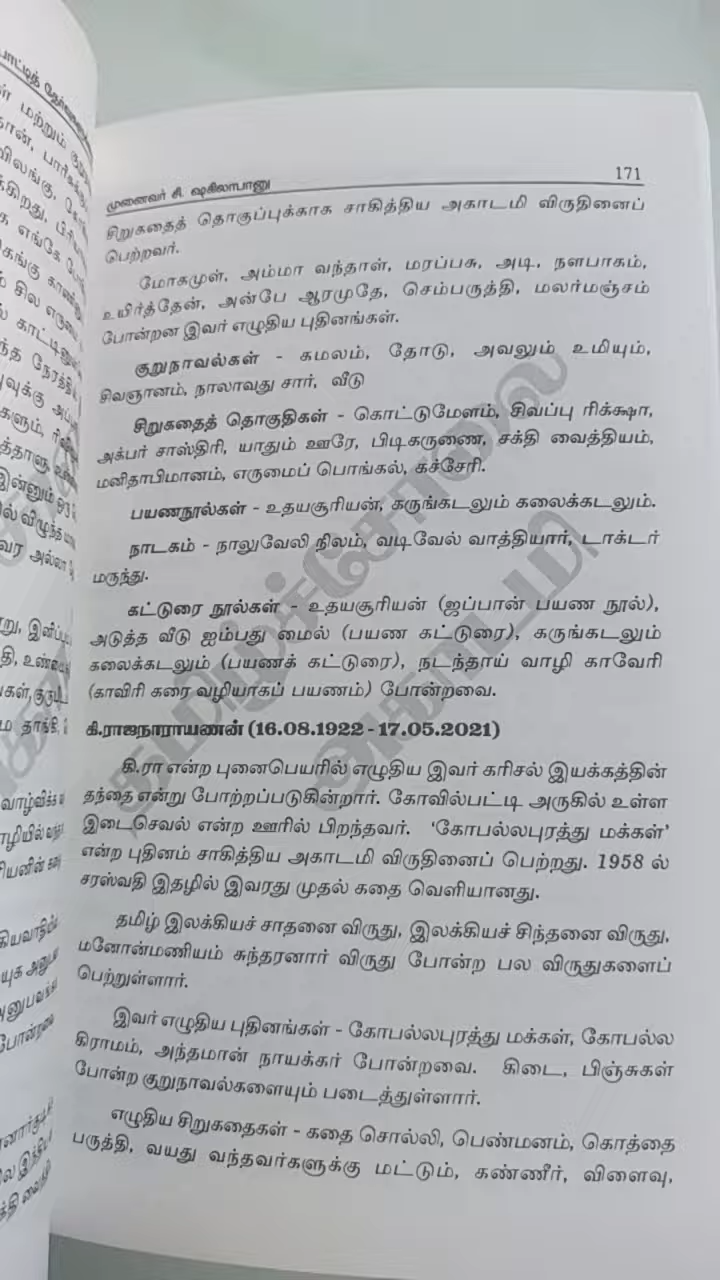 முனைவர் சி. ஷகிலாபானு 171
சிறுகதைத் தொகுப்புக்காக சாகித்திய அகாடமி விருதினைப்
பெற்றவர்.
மோகமுள், அம்மா வந்தாள், மரப்பசு, அடி, நளபாகம்,
உயிர்த்தேன், அன்பே ஆரமுதே, செம்பருத்தி, மலர்மஞ்சம்
போன்றன இவர் எழுதிய புதினங்கள்.
குறுநாவல்கள் - கமலம், தோடு, அவலும் உமியும்,
சிவஞானம், நாலாவது சார், வீடு
சிறுகதைத் தொகுதிகள் - கொட்டுமேளம், சிவப்பு ரிக்க்ஷா,
அக்பர் சாஸ்திரி, யாதும் ஊரே, பிடிகருணை, சக்தி வைத்தியம்,
மனிதாபிமானம், எருமைப் பொங்கல், கச்சேரி.
பயணநூல்கள் - உதயசூரியன், கருங்கடலும் கலைக்கடலும்.
நாடகம் - நாலுவேலி நிலம், வடிவேல் வாத்தியார், டாக்டர்
மருந்து.
கட்டுரை நூல்கள் - உதயசூரியன் (ஜப்பான் பயண நூல்),
அடுத்த வீடு ஐம்பது மைல் (பயண கட்டுரை), கருங்கடலும்
கலைக்கடலும் (பயணக் கட்டுரை), நடந்தாய் வாழி காவேரி
(காவிரி கரை வழியாகப் பயணம்) போன்றவை.
கி.ராஜநாராயணன் (16.08.1922 - 17.05.2021)
கி.ரா என்ற புனைபெயரில் எழுதிய இவர் கரிசல் இயக்கத்தின்
தந்தை என்று போற்றப்படுகின்றார். கோவில்பட்டி அருகில் உள்ள
இடைசெவல் என்ற ஊரில் பிறந்தவர். ‘கோபல்லபுரத்து மக்கள்’
என்ற புதினம் சாகித்திய அகாடமி விருதினைப் பெற்றது. 1958 ல்
சரஸ்வதி இதழில் இவரது முதல் கதை வெளியானது.
தமிழ் இலக்கியச் சாதனை விருது, இலக்கியச் சிந்தனை விருது,
மனோன்மணியம் சுந்தரனார் விருது போன்ற பல விருதுகளைப்
பெற்றுள்ளார்.
இவர் எழுதிய புதினங்கள் - கோபல்லபுரத்து மக்கள், கோபல்ல
கிராமம், அந்தமான் நாயக்கர் போன்றவை. கிடை, பிஞ்சுகள்
போன்ற குறுநாவல்களையும் படைத்துள்ளார்.
எழுதிய சிறுகதைகள் - கதை சொல்லி, பெண்மனம், கொத்தை
பருத்தி, வயது வந்தவர்களுக்கு மட்டும், கண்ணீர், விளைவு,
தமிழ்ச்சோலை
அகாடமி